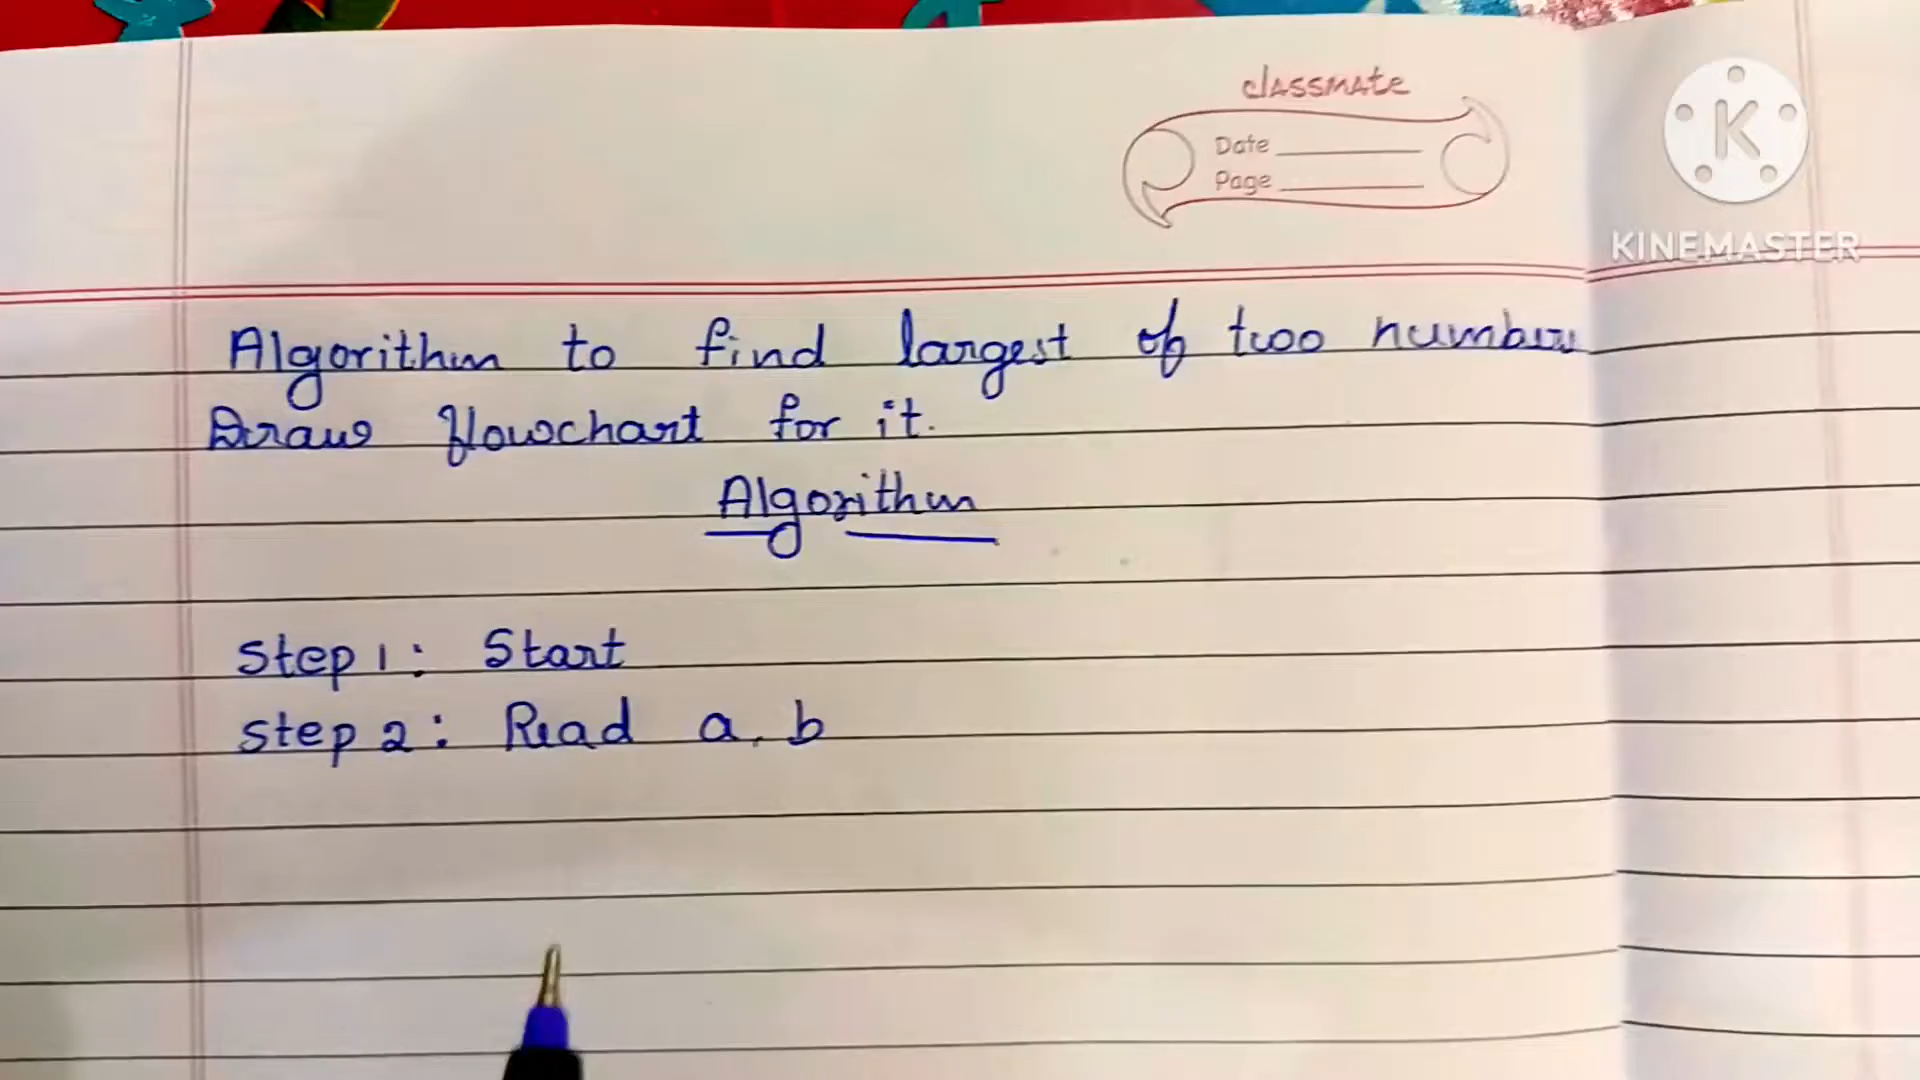 classmate
Date
Page
K
KINEMASTER
Algorithm to find largest of two numbers
Draw flowchart for it.
Algorithm
Step 1: Start
Step 2: Read a, b